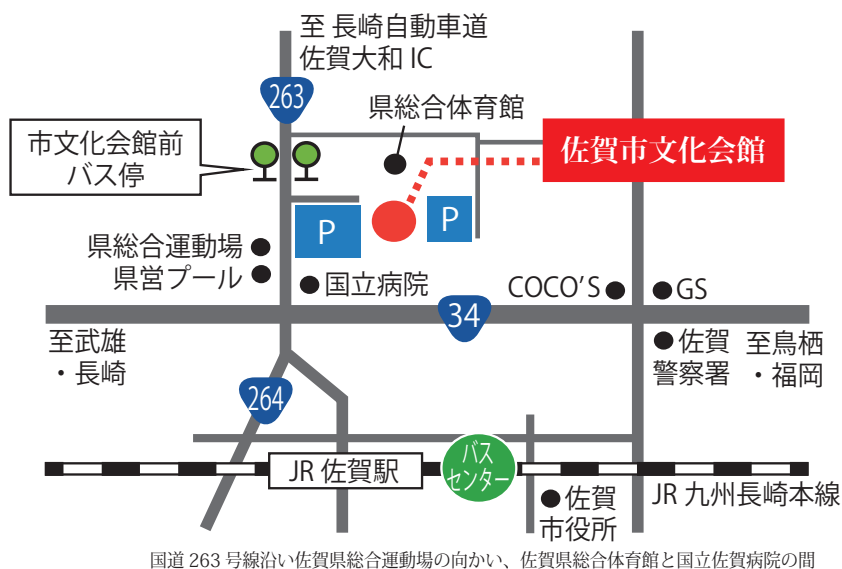 至 長崎自動車道
佐賀大和 IC
263
県総合体育館
市文化会館前
バス停
佐賀市文化会館
P
P
県総合運動場
県営プール
国立病院
COCO'S
GS
34
至武雄
・長崎
佐賀
警察署
至鳥栖
・福岡
264
バス
センター
JR 佐賀駅
佐賀
市役所
JR 九州長崎本線
国道 263 号線沿い佐賀県総合運動場の向かい、佐賀県総合体育館と国立佐賀病院の間